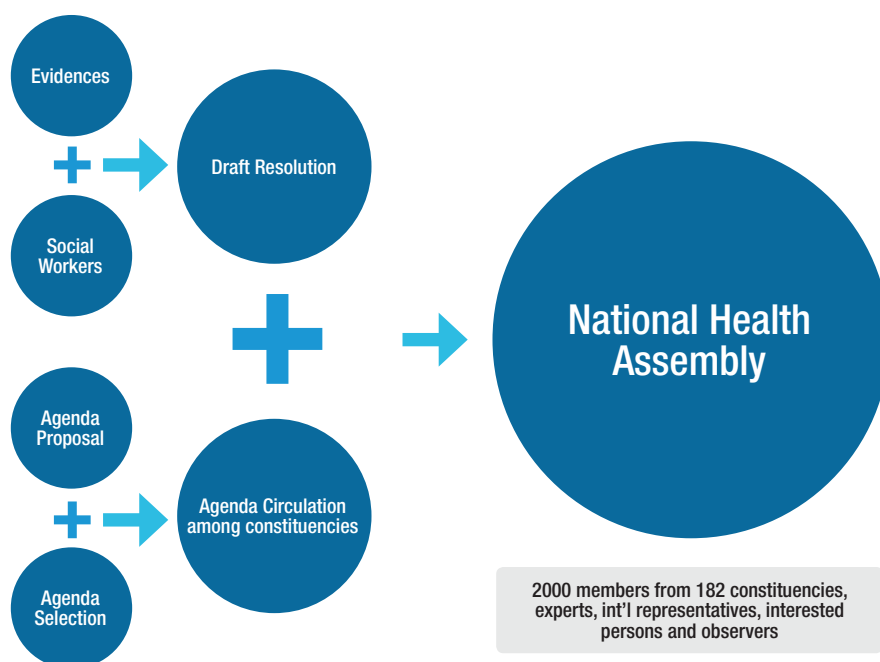 Evidences
Social
Workers
Draft Resolution
Agenda
Proposal
Agenda
Selection
Agenda Circulation
among constituencies
National Health
Assembly
2000 members from 182 constituencies,
experts, int'l representatives, interested
persons and observers